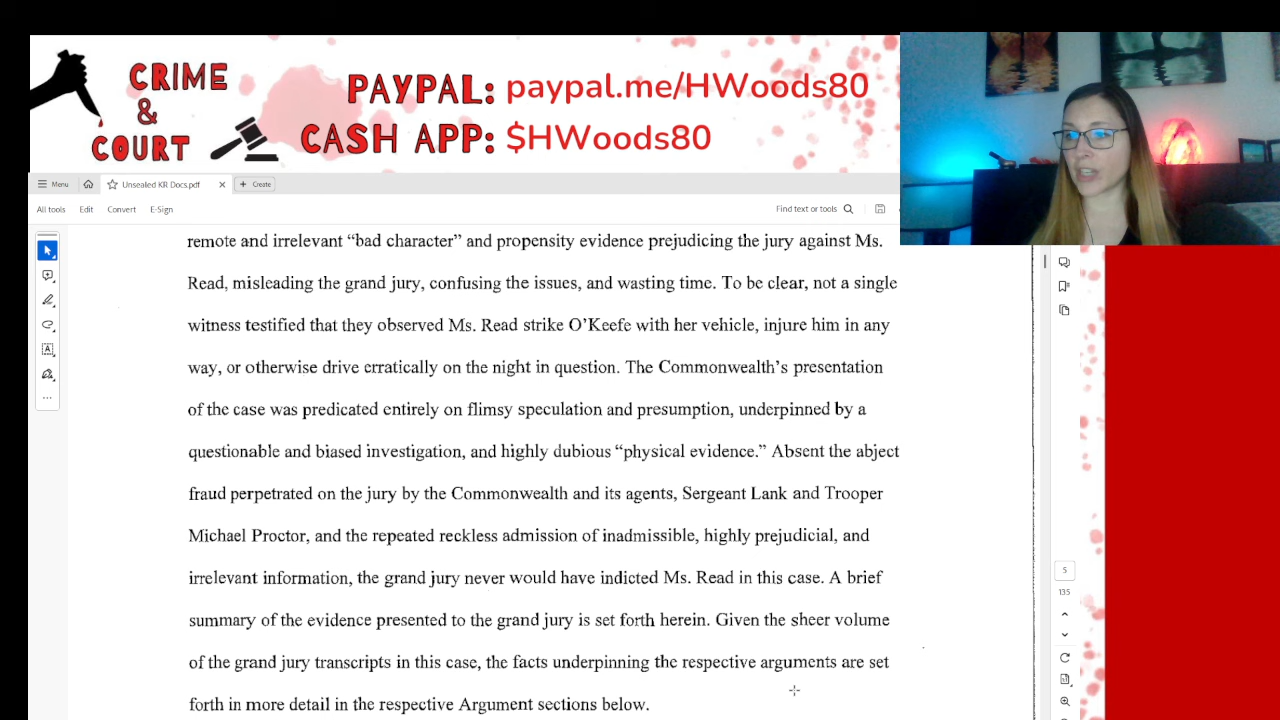 CRIME
&
COURT
PAYPAL: paypal.me/HWoods80
CASH APP: $HWoods80
Menu
Unsealed KR Docs.pdf
Create
All tools
Edit
Convert
E-Sign
Find text or tools
remote and irrelevant “bad character” and propensity evidence prejudicing the jury against Ms.
Read, misleading the grand jury, confusing the issues, and wasting time. To be clear, not a single
witness testified that they observed Ms. Read strike O’Keefe with her vehicle, injure him in any
way, or otherwise drive erratically on the night in question. The Commonwealth’s presentation
of the case was predicated entirely on flimsy speculation and presumption, underpinned by a
questionable and biased investigation, and highly dubious “physical evidence.” Absent the abject
fraud perpetrated on the jury by the Commonwealth and its agents, Sergeant Lank and Trooper
Michael Proctor, and the repeated reckless admission of inadmissible, highly prejudicial, and
irrelevant information, the grand jury never would have indicted Ms. Read in this case. A brief
summary of the evidence presented to the grand jury is set forth herein. Given the sheer volume
of the grand jury transcripts in this case, the facts underpinning the respective arguments are set
forth in more detail in the respective Argument sections below.
5
135